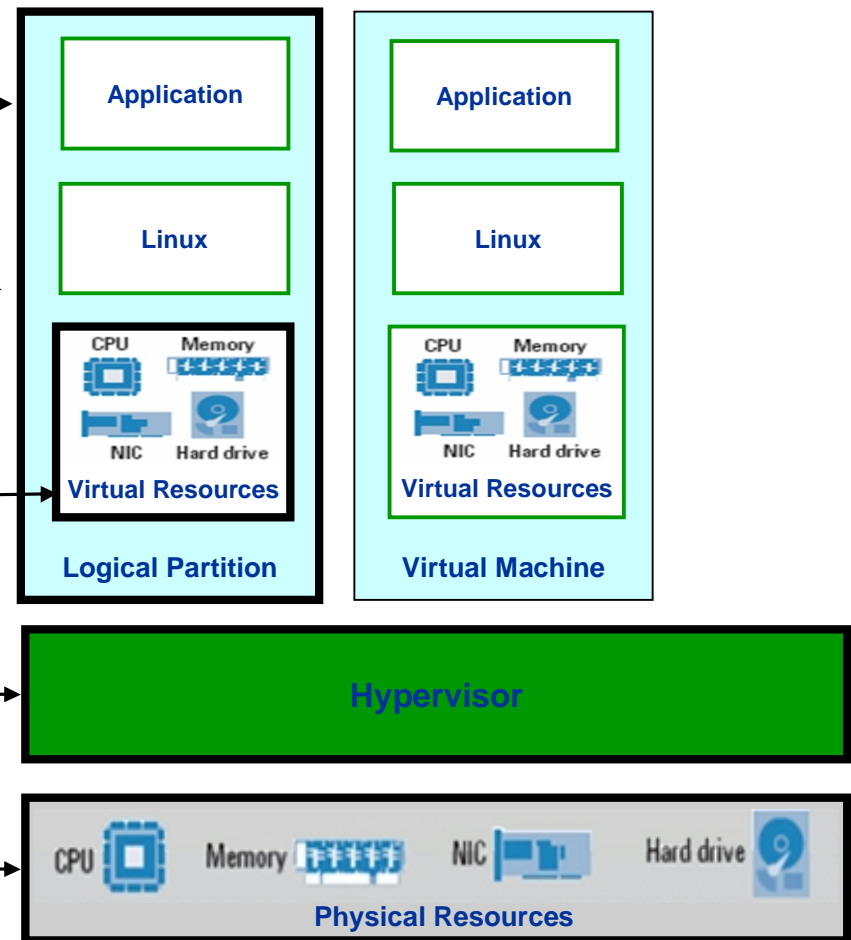 Application
Linux
CPU Memory
NIC Hard drive
Virtual Resources
Logical Partition
Application
Linux
CPU Memory
NIC Hard drive
Virtual Resources
Virtual Machine
Hypervisor
CPU Memory NIC Hard drive
Physical Resources